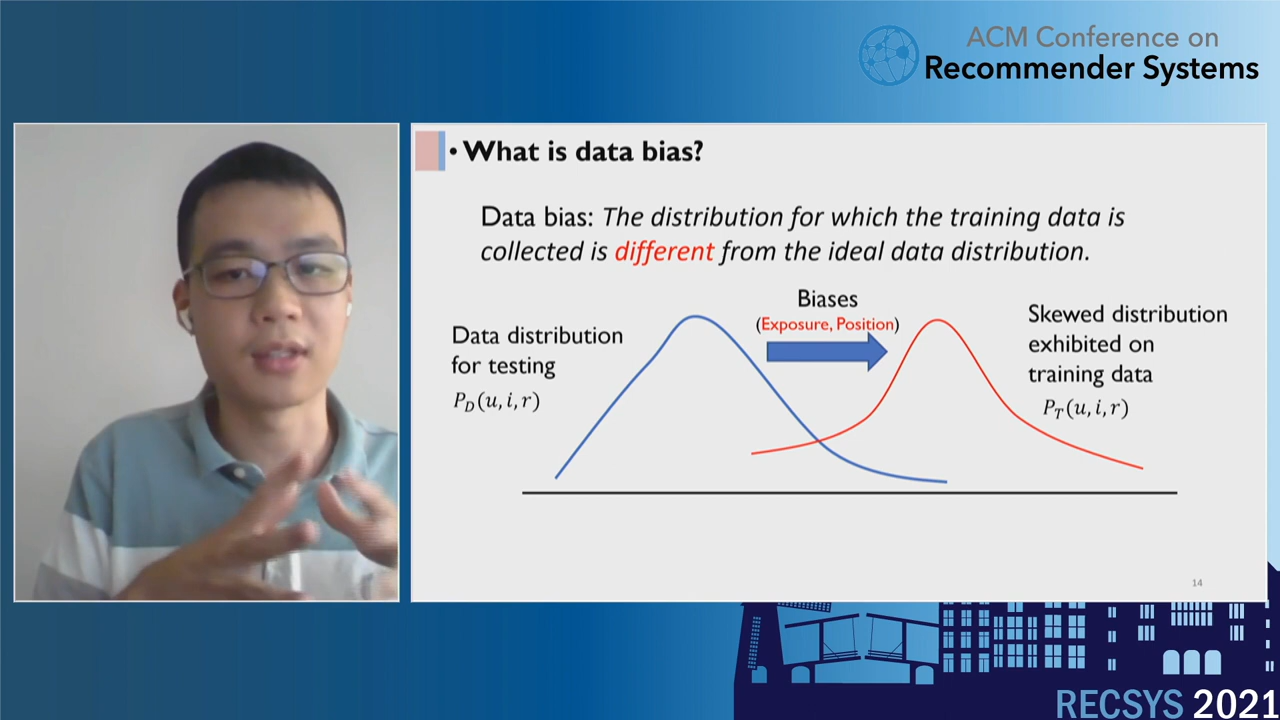 ACM Conference on
Recommender Systems
• What is data bias?
Data bias: The distribution for which the training data is
collected is different from the ideal data distribution.
Biases
(Exposure, Position)
Data distribution
for testing
P_D(u, i, r)
Skewed distribution
exhibited on
training data
P_T(u, i, r)
14
RECSYS 2021